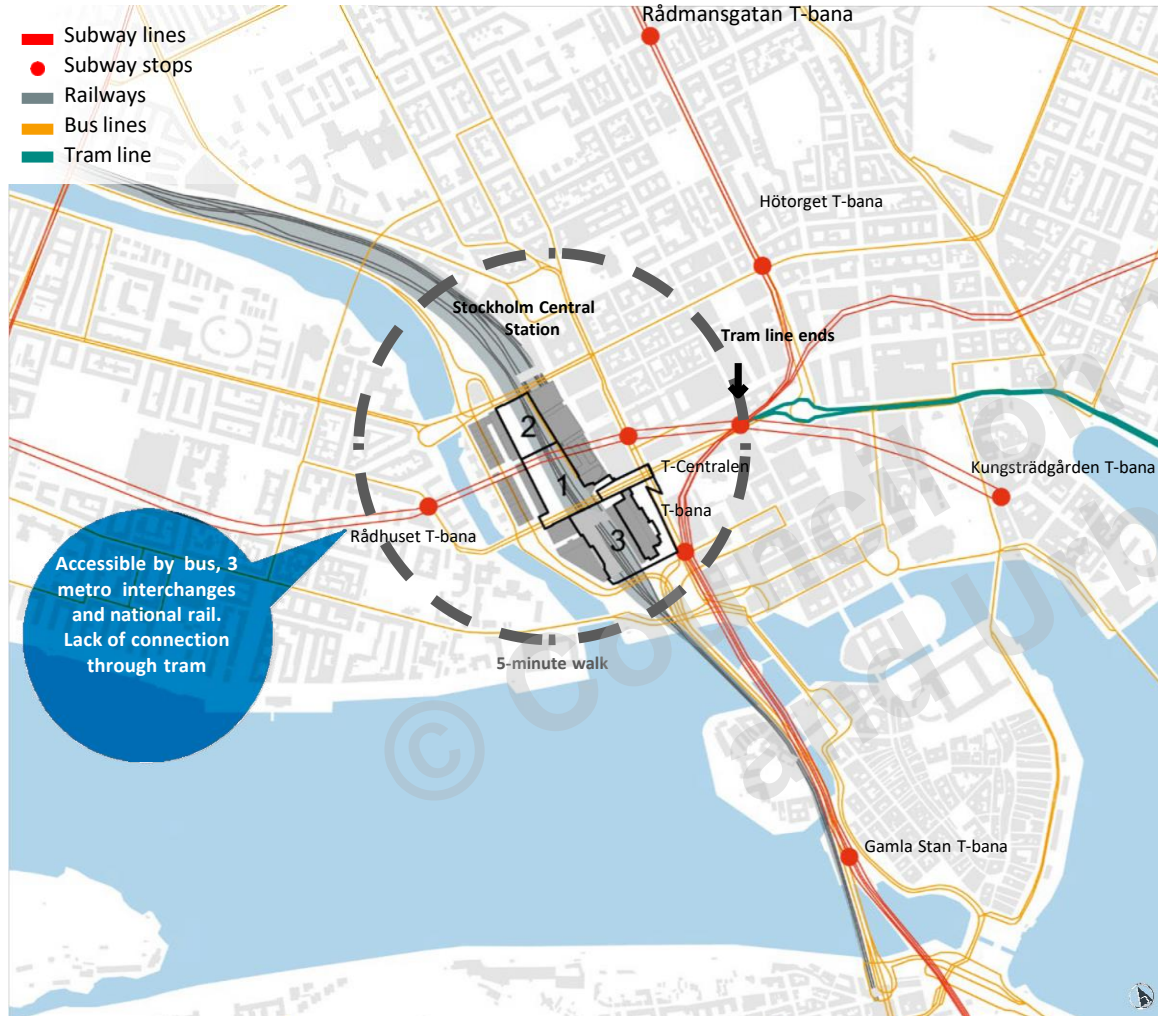 Rådmansgatan T-bana
Subway lines
Subway stops
Railways
Bus lines
Tram line
Hötorget T-bana
Stockholm Central
Station
Tram line ends
2
T-Centralen
T-bana
Kungsträdgården T-bana
1
Rådhuset T-bana
3
Accessible by bus, 3
metro interchanges
and national rail.
Lack of connection
through tram
5-minute walk
Gamla Stan T-bana